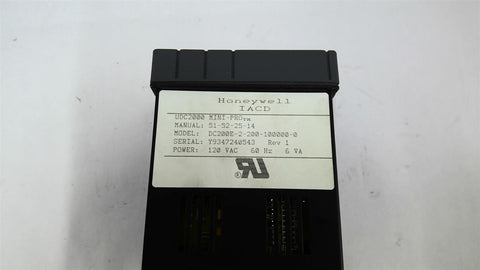 Honeywell
IACD
UDC2000 MINI-PRO™
MANUAL: 51-52-25-14
MODEL: DC200E-2-200-100000-0
SERIAL: Y9347240543 Rev 1
POWER: 120 VAC 60 Hz 6 VA